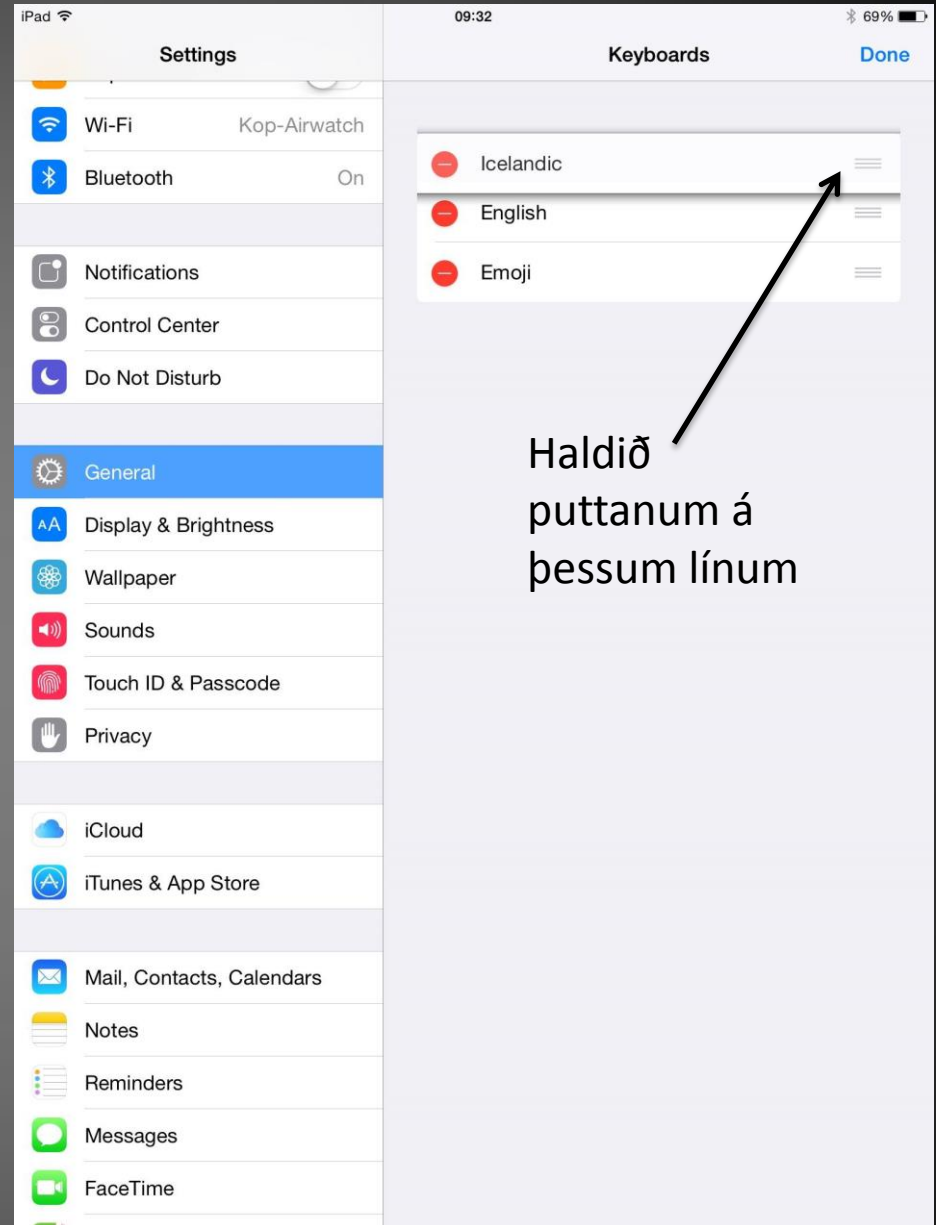 iPad 09:32 69%
Settings
Keyboards Done
Wi-Fi Kop-Airwatch
Bluetooth On
Notifications
Control Center
Do Not Disturb
General
AA Display & Brightness
Wallpaper
Sounds
Touch ID & Passcode
Privacy
iCloud
iTunes & App Store
Mail, Contacts, Calendars
Notes
Reminders
Messages
FaceTime
Icelandic
English
Emoji
Haldið
puttanum á
þessum línum